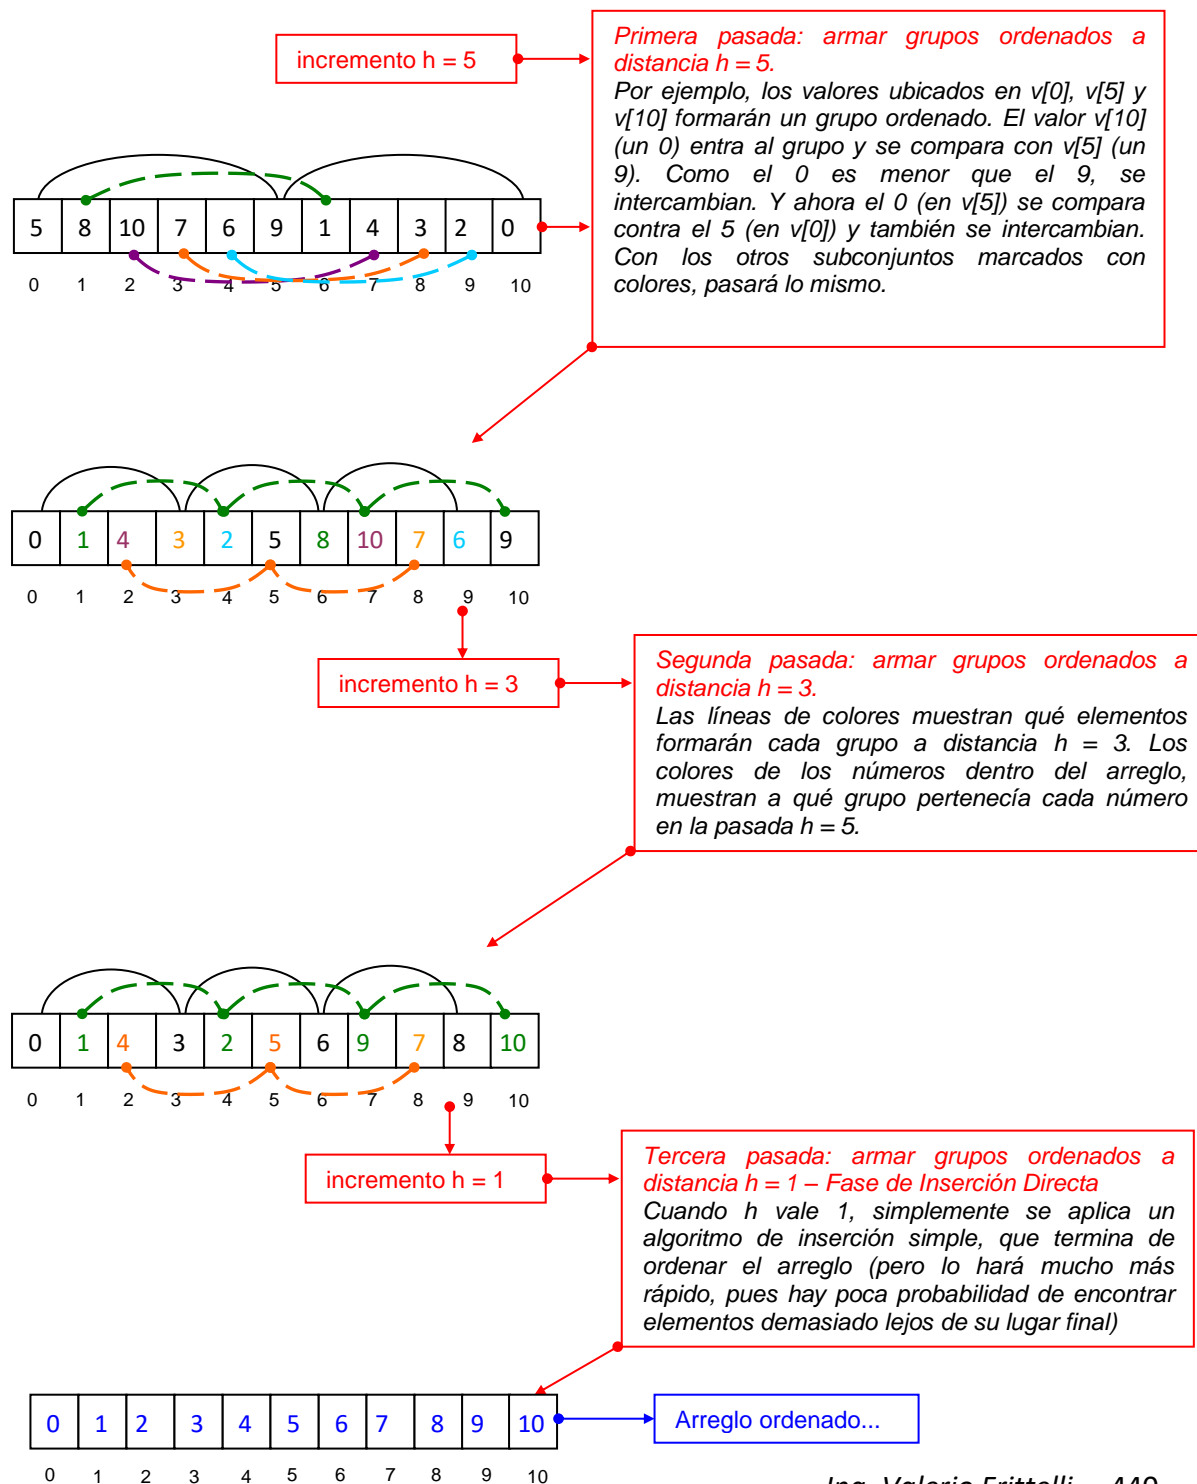 incremento h = 5
Primera pasada: armar grupos ordenados a
distancia h = 5.
Por ejemplo, los valores ubicados en v[0], v[5] y
v[10] formarán un grupo ordenado. El valor v[10]
(un 0) entra al grupo y se compara con v[5] (un
9). Como el 0 es menor que el 9, se
intercambian. Y ahora el 0 (en v[5]) se compara
contra el 5 (en v[0]) y también se intercambian.
Con los otros subconjuntos marcados con
colores, pasará lo mismo.
5 8 10 7 6 9 1 4 3 2 0
0 1 2 3 4 5 6 7 8 9 10
0 1 4 3 2 5 8 10 7 6 9
0 1 2 3 4 5 6 7 8 9 10
incremento h = 3
Segunda pasada: armar grupos ordenados a
distancia h = 3.
Las líneas de colores muestran qué elementos
formarán cada grupo a distancia h = 3. Los
colores de los números dentro del arreglo,
muestran a qué grupo pertenecía cada número
en la pasada h = 5.
0 1 4 3 2 5 6 9 7 8 10
0 1 2 3 4 5 6 7 8 9 10
incremento h = 1
Tercera pasada: armar grupos ordenados a
distancia h = 1 – Fase de Inserción Directa
Cuando h vale 1, simplemente se aplica un
algoritmo de inserción simple, que termina de
ordenar el arreglo (pero lo hará mucho más
rápido, pues hay poca probabilidad de encontrar
elementos demasiado lejos de su lugar final)
0 1 2 3 4 5 6 7 8 9 10
Arreglo ordenado...
0 1 2 3 4 5 6 7 8 9 10